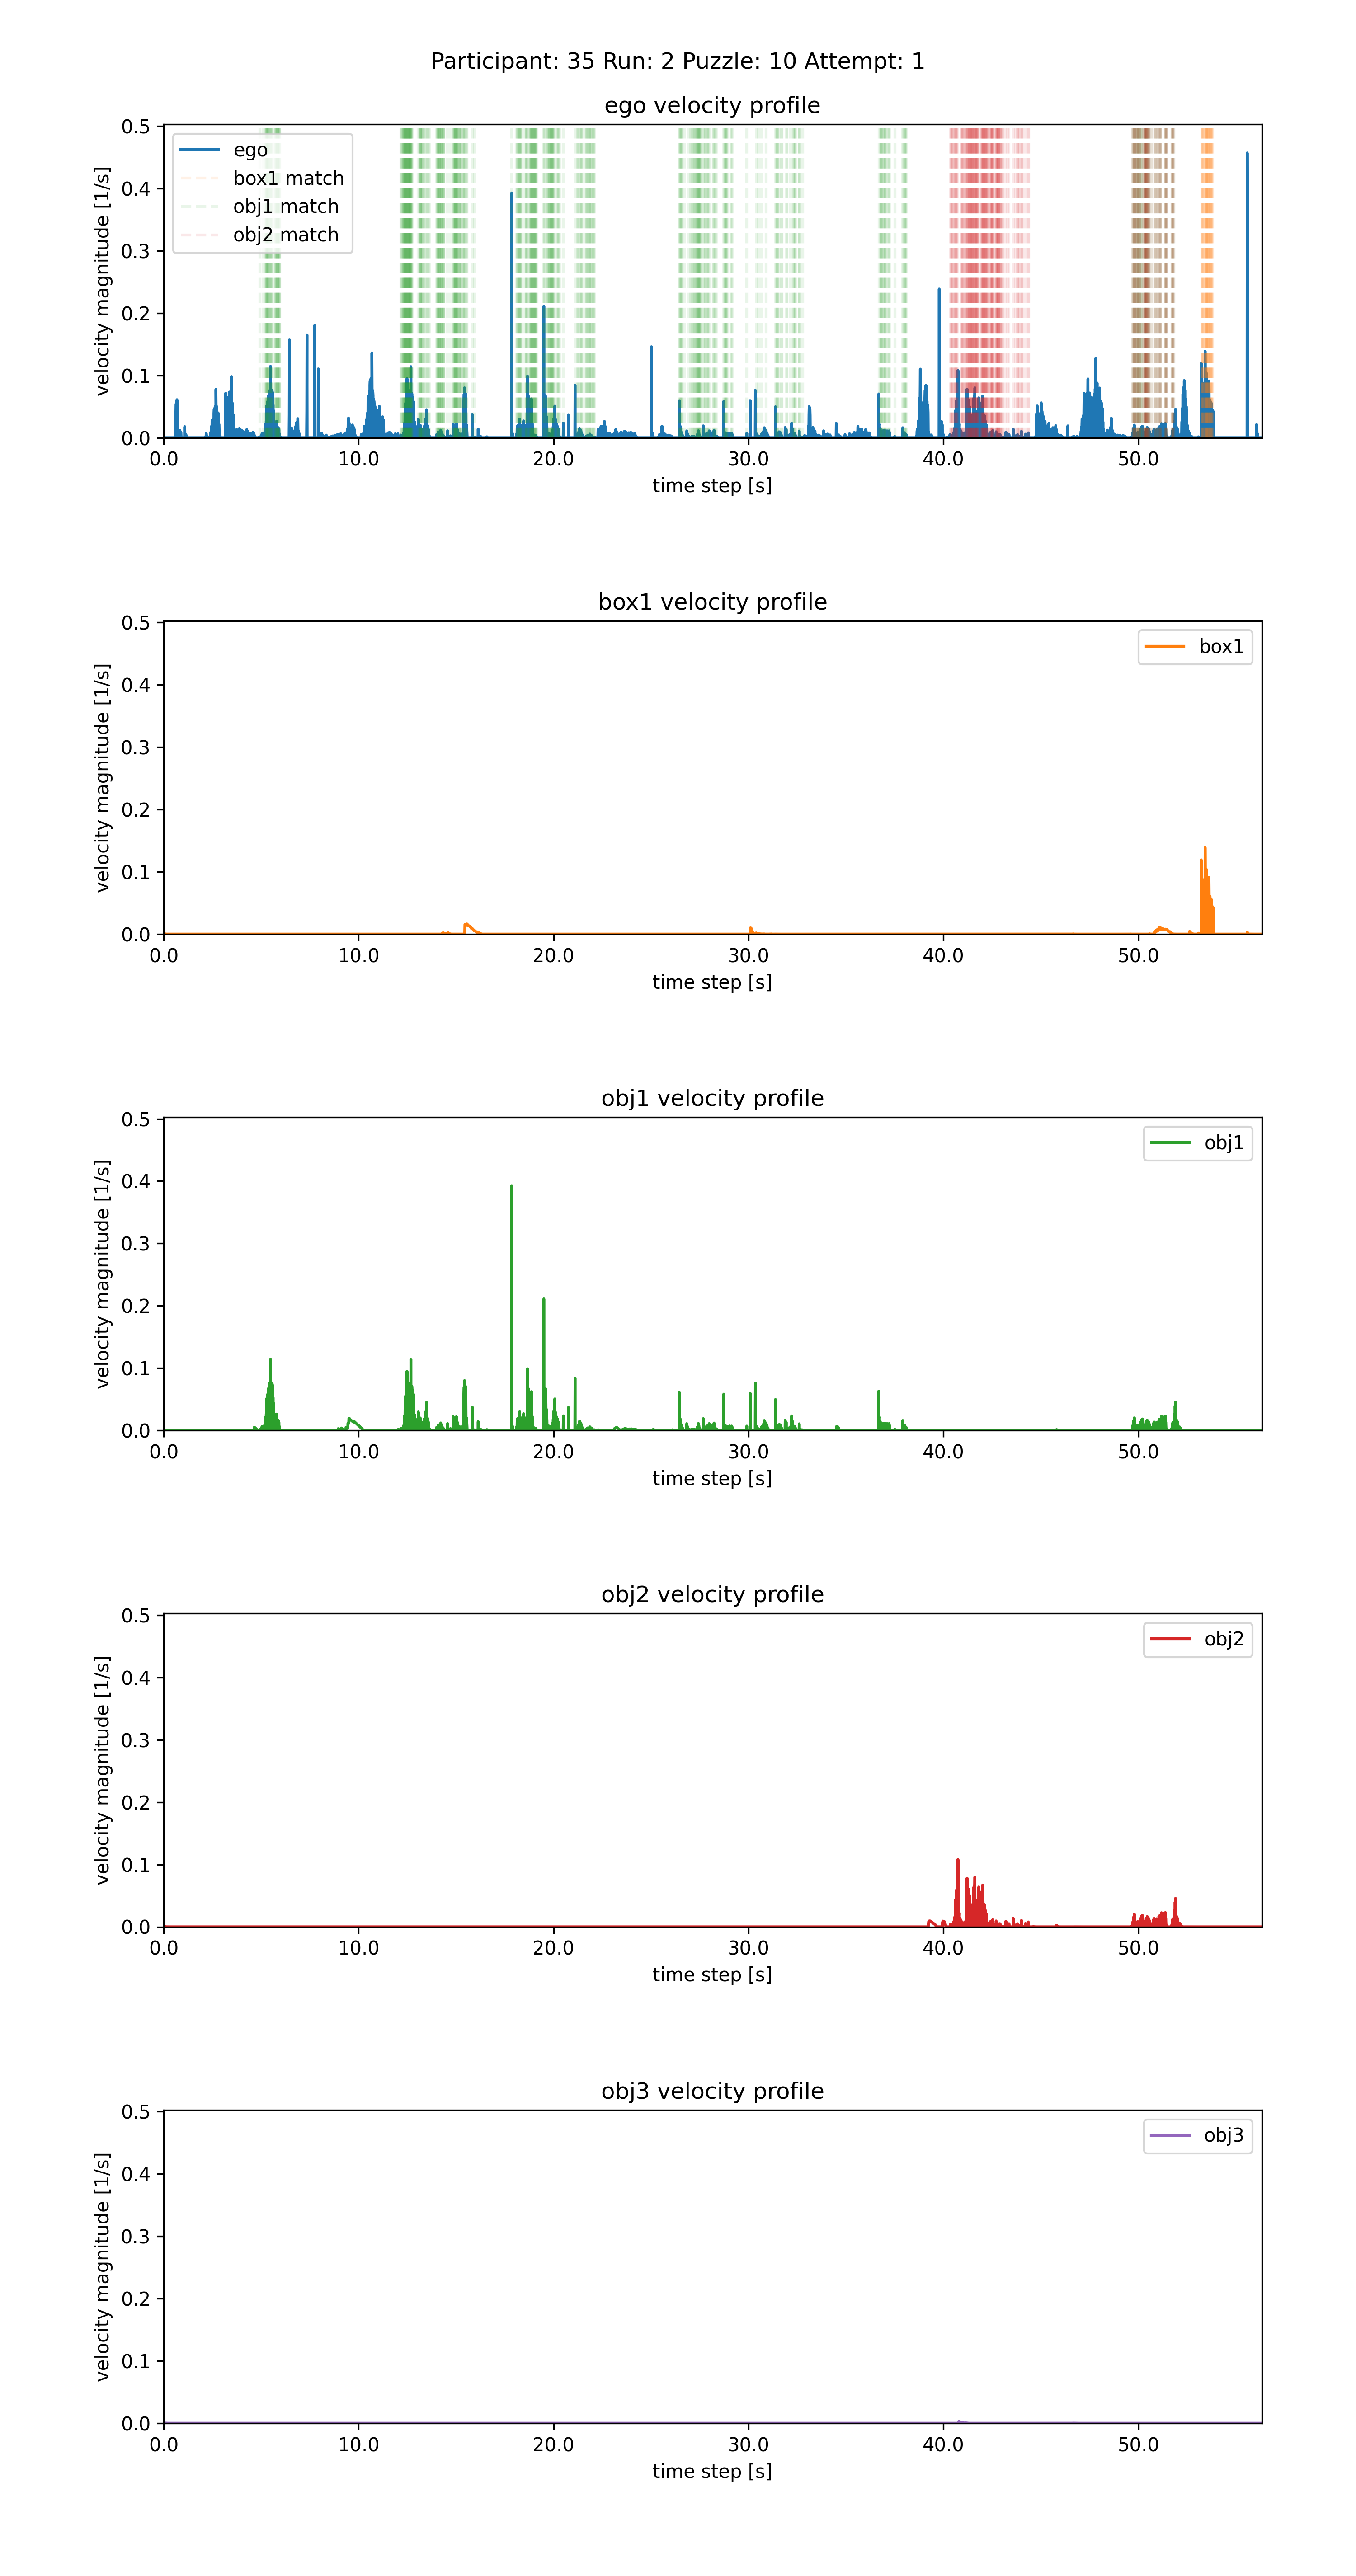 Participant: 35 Run: 2 Puzzle: 10 Attempt: 1
ego velocity profile
velocity magnitude [1/s]
0.5
0.4
0.3
0.2
0.1
0.0
ego
box1 match
obj1 match
obj2 match
0.0 10.0 20.0 30.0 40.0 50.0
time step [s]
box1 velocity profile
velocity magnitude [1/s]
0.5
0.4
0.3
0.2
0.1
0.0
box1
0.0 10.0 20.0 30.0 40.0 50.0
time step [s]
obj1 velocity profile
velocity magnitude [1/s]
0.5
0.4
0.3
0.2
0.1
0.0
obj1
0.0 10.0 20.0 30.0 40.0 50.0
time step [s]
obj2 velocity profile
velocity magnitude [1/s]
0.5
0.4
0.3
0.2
0.1
0.0
obj2
0.0 10.0 20.0 30.0 40.0 50.0
time step [s]
obj3 velocity profile
velocity magnitude [1/s]
0.5
0.4
0.3
0.2
0.1
0.0
obj3
0.0 10.0 20.0 30.0 40.0 50.0
time step [s]